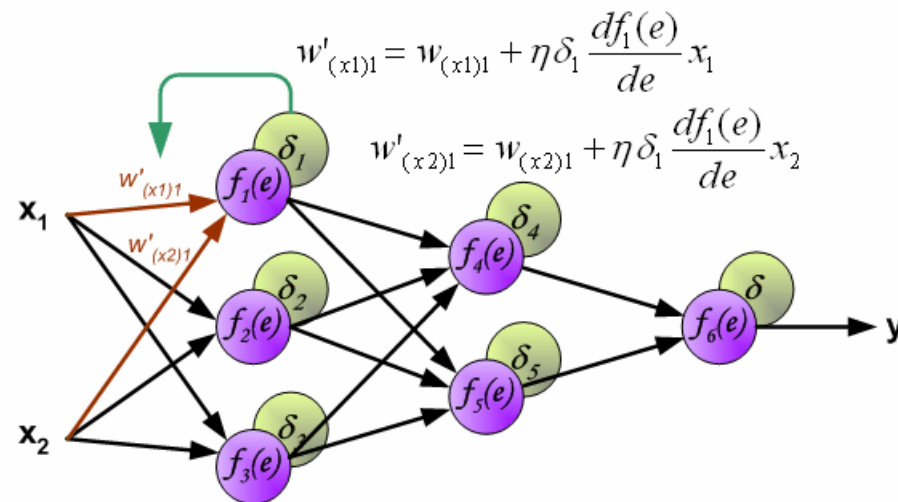 w'₍ₓ₁₎₁ = w₍ₓ₁₎₁ + ηδ₁ df₁(e)/de x₁
w'₍ₓ₂₎₁ = w₍ₓ₂₎₁ + ηδ₁ df₁(e)/de x₂
δ₁
f₁(e)
w'₍ₓ₁₎₁
x₁
w'₍ₓ₂₎₁
δ₄
f₄(e)
δ₂
f₂(e)
δ
f₆(e)
y
δ₅
f₅(e)
x₂
δ₃
f₃(e)